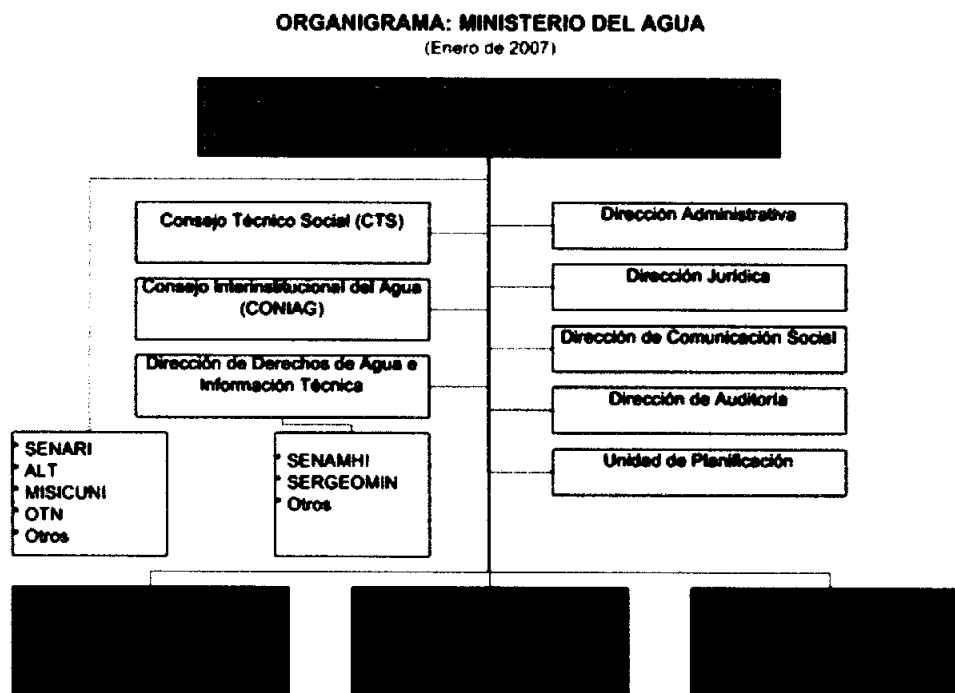 ORGANIGRAMA: MINISTERIO DEL AGUA
(Enero de 2007)
Consejo Técnico Social (CTS)
Consejo Interinstitucional del Agua
(CONIAG)
Dirección de Derechos de Agua e
Información Técnica
SENARI
ALT
MISICUNI
OTN
Otros
SENAMHI
SERGEOMIN
Otros
Dirección Administrativa
Dirección Jurídica
Dirección de Comunicación Social
Dirección de Auditoría
Unidad de Planificación